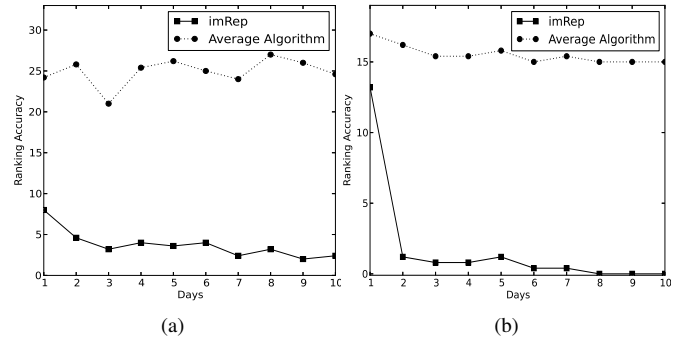 imRep
Average Algorithm
Ranking Accuracy
30
25
20
15
10
5
0
1 2 3 4 5 6 7 8 9 10
Days
(a)
imRep
Average Algorithm
Ranking Accuracy
15
10
5
0
1 2 3 4 5 6 7 8 9 10
Days
(b)